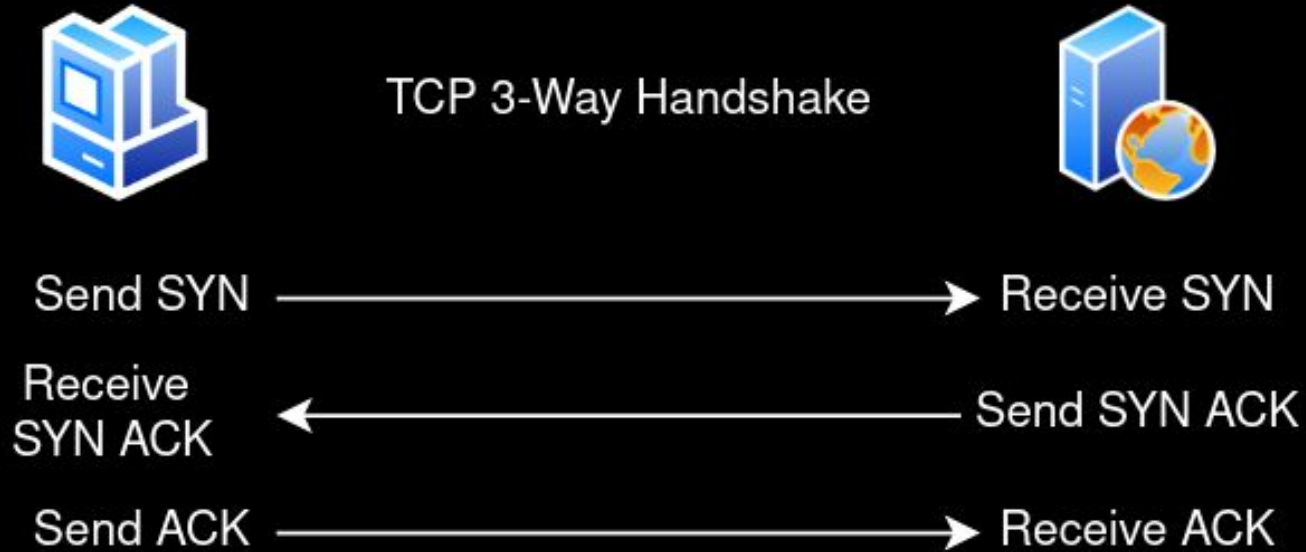 TCP 3-Way Handshake
Send SYN
Receive SYN
Receive
SYN ACK
Send SYN ACK
Send ACK
Receive ACK